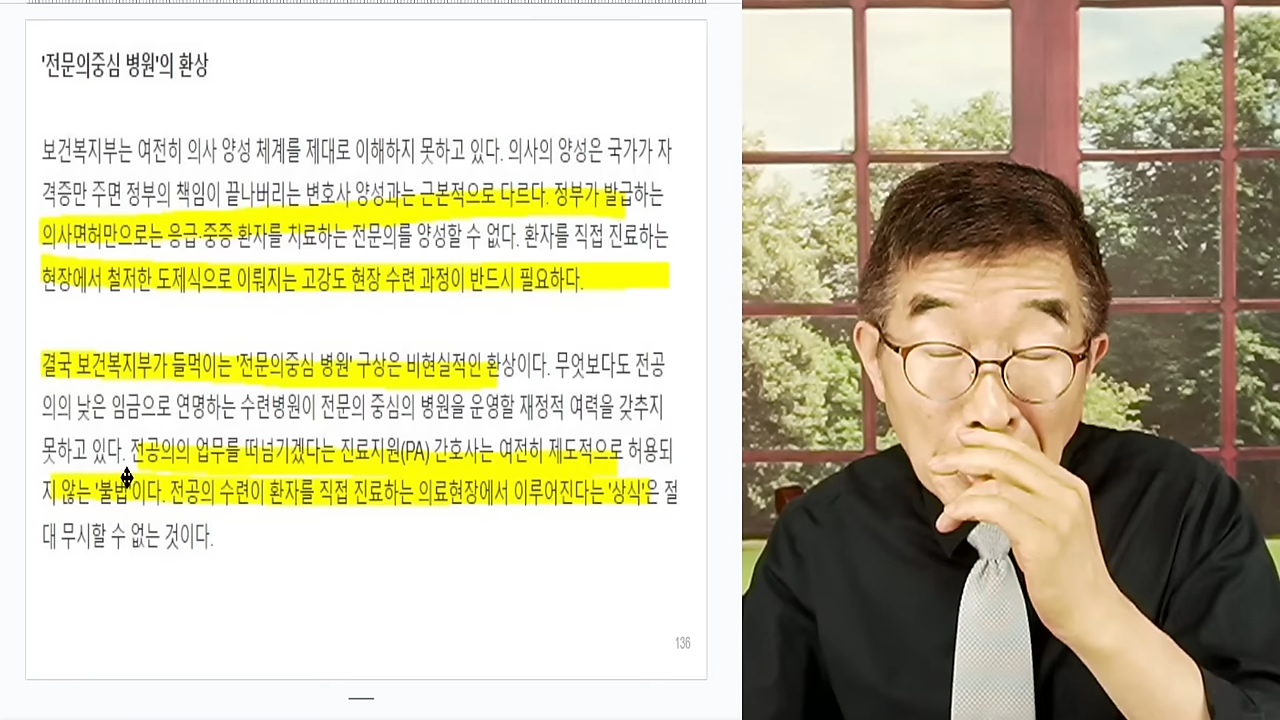 '전문의중심 병원'의 환상
보건복지부는 여전히 의사 양성 체계를 제대로 이해하지 못하고 있다. 의사의 양성은 국가가 자
격증만 주면 정부의 책임이 끝나버리는 변호사 양성과는 근본적으로 다르다. 정부가 발급하는
의사면허만으로는 응급·중증 환자를 치료하는 전문의를 양성할 수 없다. 환자를 직접 진료하는
현장에서 철저한 도제식으로 이뤄지는 고강도 현장 수련 과정이 반드시 필요하다.
결국 보건복지부가 들먹이는 '전문의중심 병원' 구상은 비현실적인 환상이다. 무엇보다도 전공
의의 낮은 임금으로 연명하는 수련병원이 전문의 중심의 병원을 운영할 재정적 여력을 갖추지
못하고 있다. 전공의의 업무를 떠넘기겠다는 진료지원(PA) 간호사는 여전히 제도적으로 허용되
지 않는 '불법'이다. 전공의 수련이 환자를 직접 진료하는 의료현장에서 이루어진다는 '상식'은 절
대 무시할 수 없는 것이다.
136